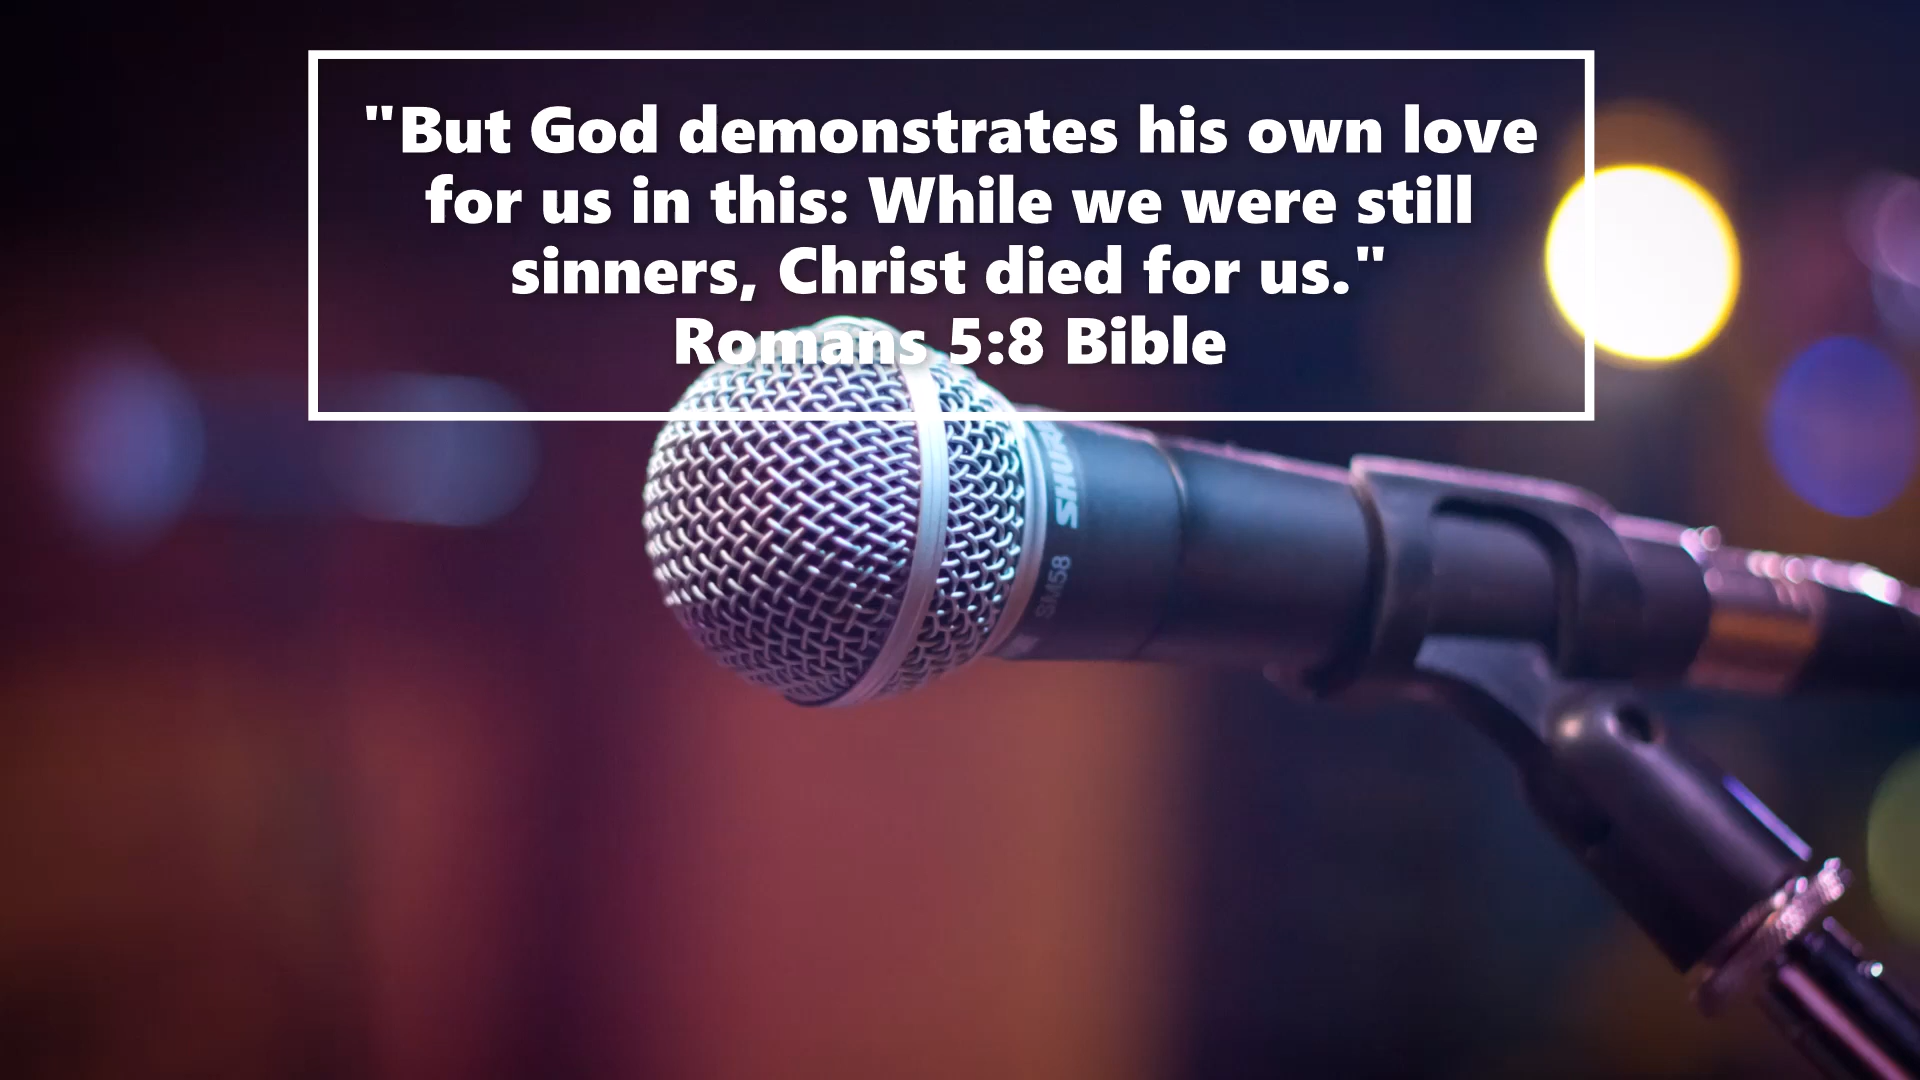 "But God demonstrates his own love
for us in this: While we were still
sinners, Christ died for us."
Romans 5:8 Bible
SHURE
SM58